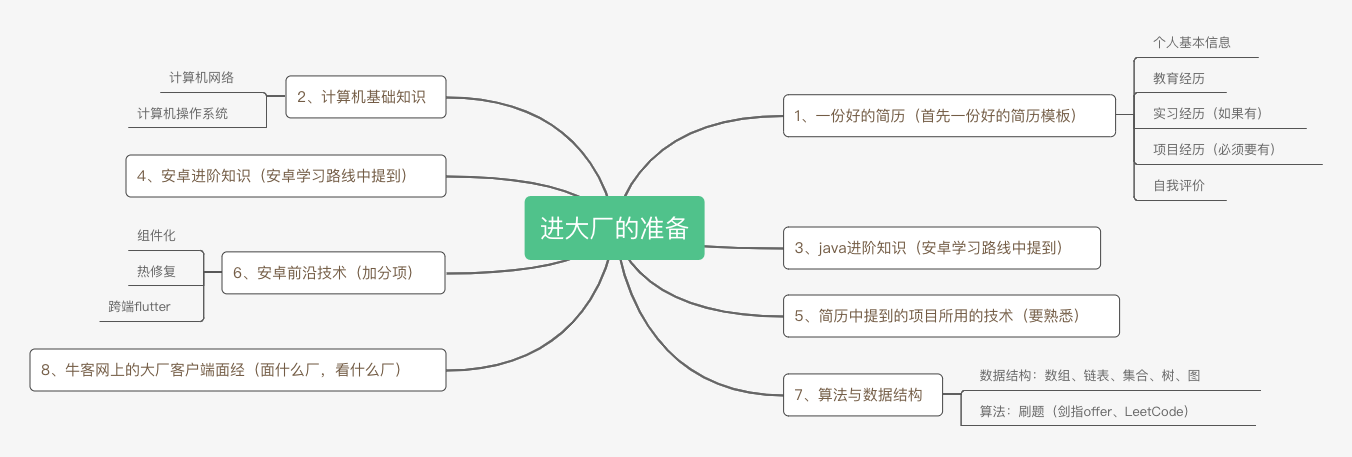 进大厂的准备
1、一份好的简历（首先一份好的简历模板）
个人基本信息
教育经历
实习经历（如果有）
项目经历（必须要有）
自我评价
2、计算机基础知识
计算机网络
计算机操作系统
3、java进阶知识（安卓学习路线中提到）
4、安卓进阶知识（安卓学习路线中提到）
5、简历中提到的项目所用的技术（要熟悉）
6、安卓前沿技术（加分项）
组件化
热修复
跨端flutter
7、算法与数据结构
数据结构：数组、链表、集合、树、图
算法：刷题（剑指offer、LeetCode）
8、牛客网上的大厂客户端面经（面什么厂，看什么厂）